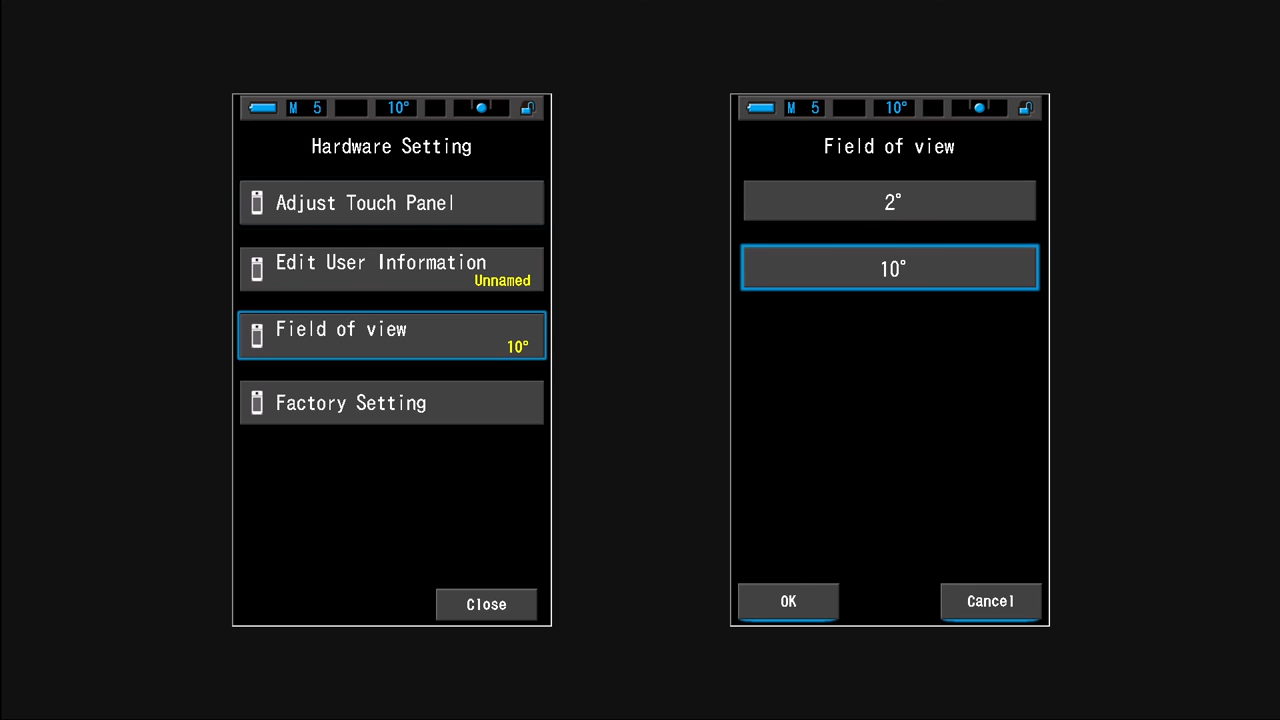 M 5 10°
Hardware Setting
Adjust Touch Panel
Edit User Information
Unnamed
Field of view
10°
Factory Setting
Close
M 5 10°
Field of view
2°
10°
OK Cancel